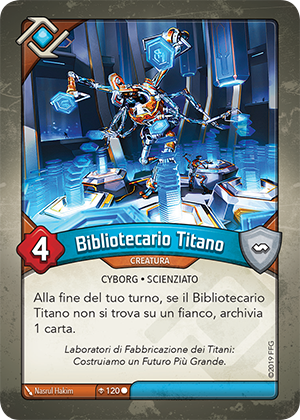 Bibliotecario Titano
CREATURA
4
CYBORG • SCIENZIATO
Alla fine del tuo turno, se il Bibliotecario
Titano non si trova su un fianco, archivia
1 carta.
Laboratori di Fabbricazione dei Titani:
Costruiamo un Futuro Più Grande.
©2019 FFG
Nasrul Hakim
120